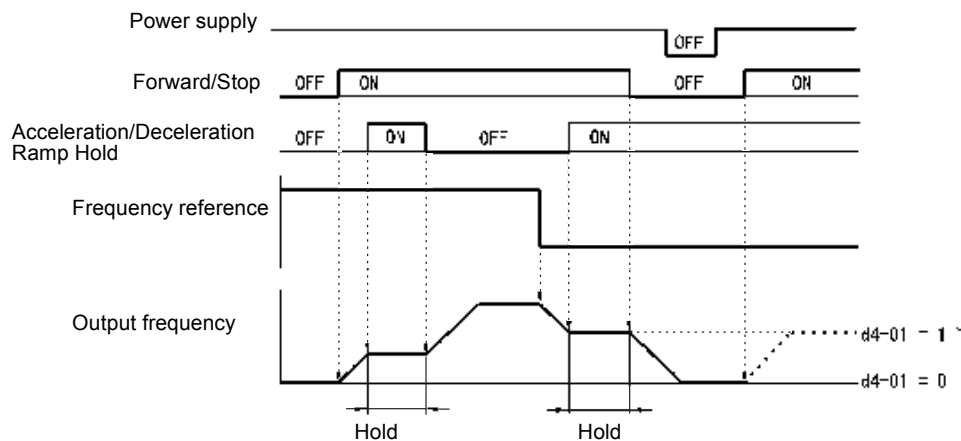 Power supply
OFF
Forward/Stop OFF ON OFF ON
Acceleration/Deceleration
Ramp Hold
OFF ON OFF ON
Frequency reference
Output frequency
d4-01 = 1
d4-01 = 0
Hold Hold